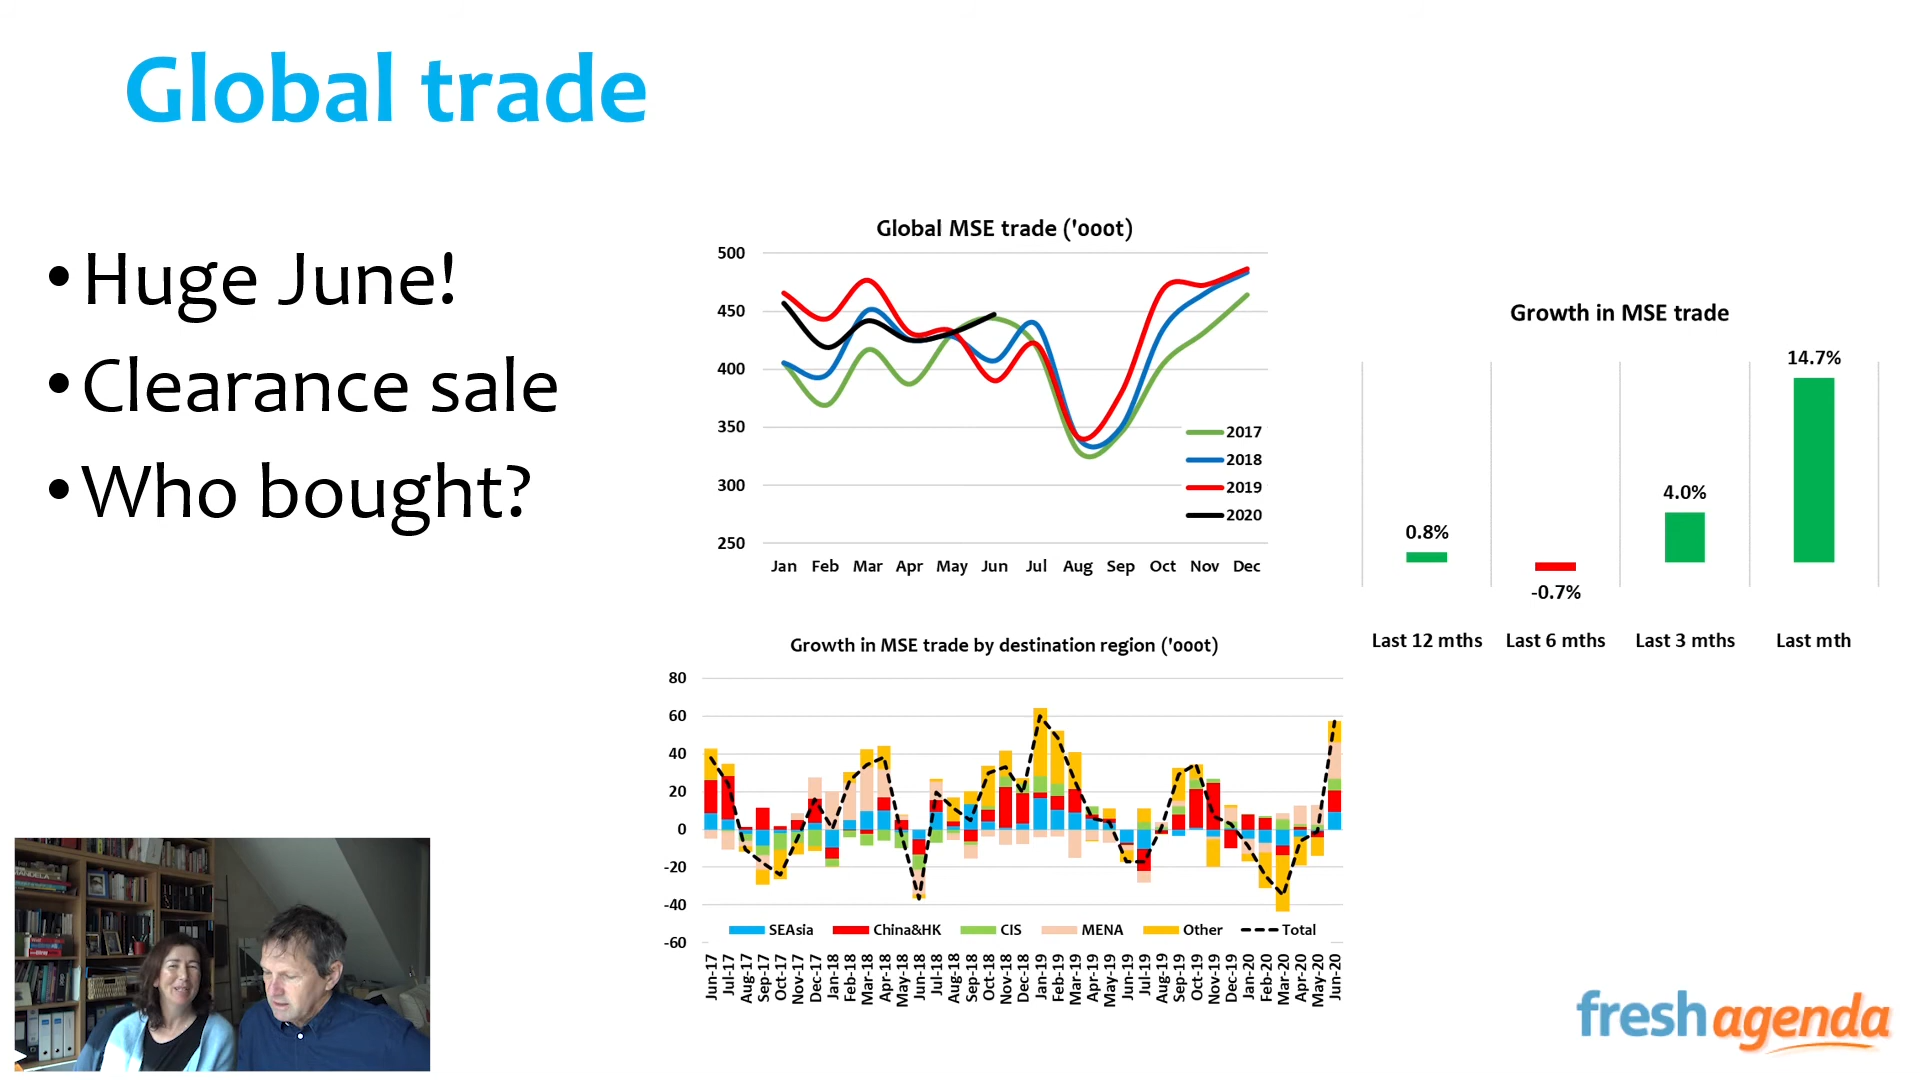 Global trade
•Huge June!
•Clearance sale
•Who bought?
Global MSE trade ('000t)
500
450
400
350
300
250
Jan Feb Mar Apr May Jun Jul Aug Sep Oct Nov Dec
2017
2018
2019
2020
Growth in MSE trade
0.8%
-0.7%
4.0%
14.7%
Last 12 mths Last 6 mths Last 3 mths Last mth
Growth in MSE trade by destination region ('000t)
80
60
40
20
0
-20
-40
-60
SEAsia China&HK CIS MENA Other Total
Jun-17 Jul-17 Aug-17 Sep-17 Oct-17 Nov-17 Dec-17 Jan-18 Feb-18 Mar-18 Apr-18 May-18 Jun-18 Jul-18 Aug-18 Sep-18 Oct-18 Nov-18 Dec-18 Jan-19 Feb-19 Mar-19 Apr-19 May-19 Jun-19 Jul-19 Aug-19 Sep-19 Oct-19 Nov-19 Dec-19 Jan-20 Feb-20 Mar-20 Apr-20 May-20 Jun-20
MANDELA
fresh agenda